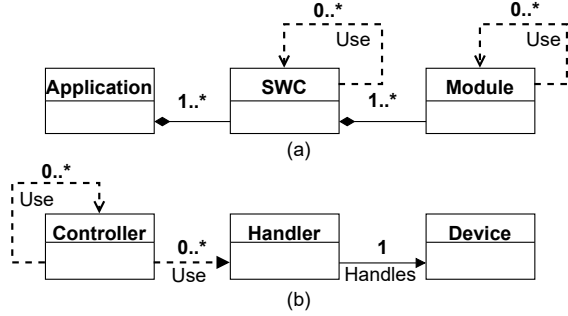 0..*
Use
0..*
Use
Application
SWC
Module
1..*
1..*
(a)
0..*
Use
Controller
0..*
Use
Handler
1
Handles
Device
(b)